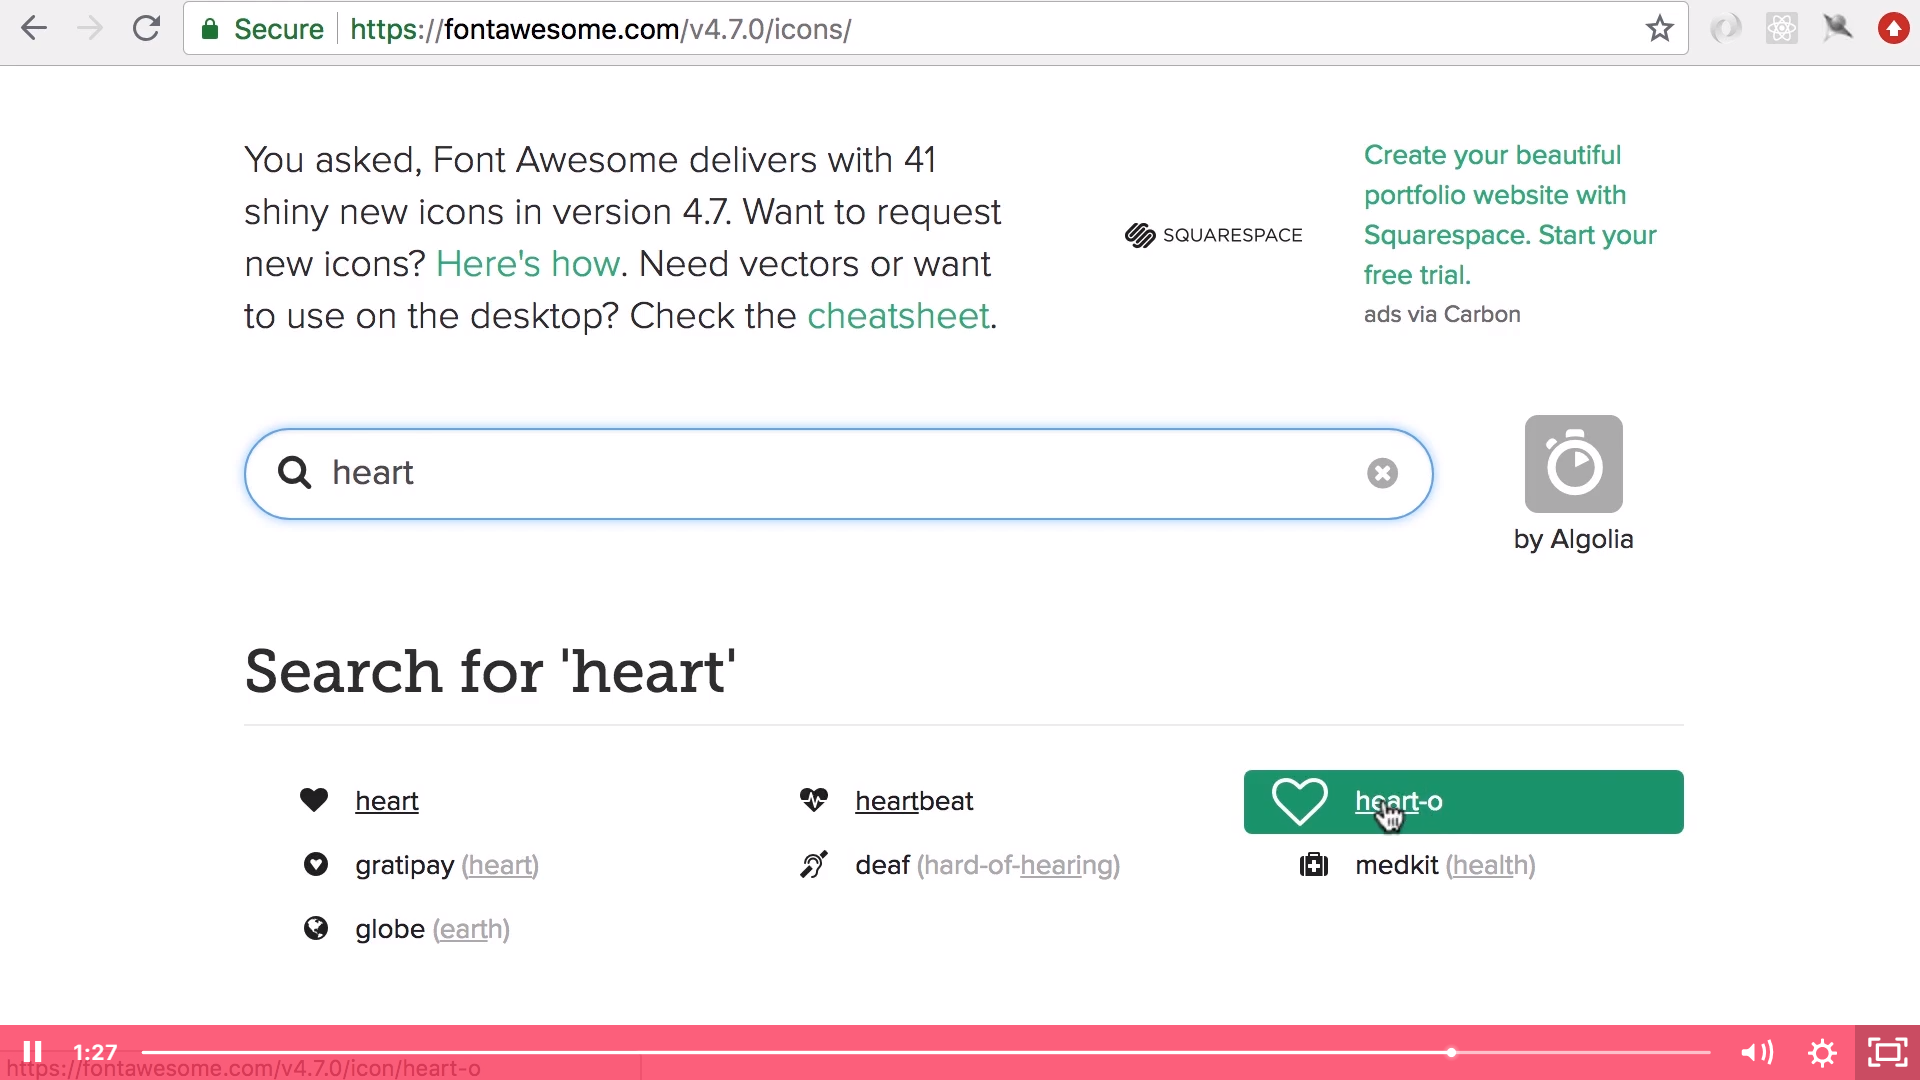 Secure https://fontawesome.com/v4.7.0/icons/
You asked, Font Awesome delivers with 41
shiny new icons in version 4.7. Want to request
new icons? Here's how. Need vectors or want
to use on the desktop? Check the cheatsheet.
SQUARESPACE
Create your beautiful
portfolio website with
Squarespace. Start your
free trial.
ads via Carbon
heart
by Algolia
Search for 'heart'
heart
heartbeat
heart-o
gratipay (heart)
deaf (hard-of-hearing)
medkit (health)
globe (earth)
1:27
https://fontawesome.com/v4.7.0/icon/heart-o